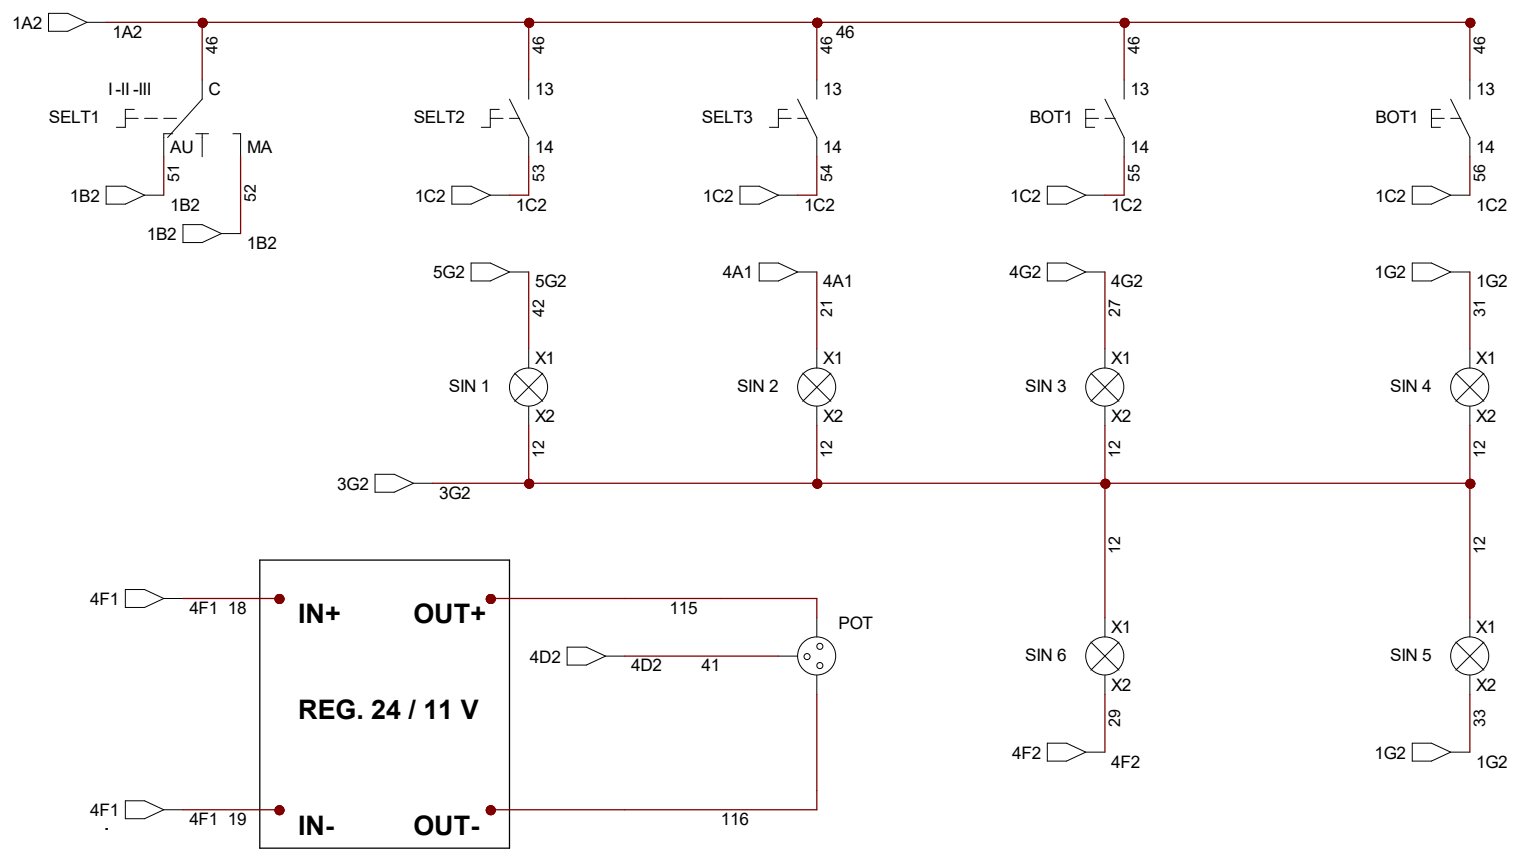 1A2
1A2
46
46
46
46
46
46
I-II-III
C
13
13
13
13
SELT1
SELT2
SELT3
BOT1
BOT1
AU
MA
14
14
14
14
51
52
53
54
55
56
1B2
1B2
1C2
1C2
1C2
1C2
1C2
1C2
1C2
1C2
1B2
1B2
5G2
5G2
4A1
4A1
4G2
4G2
1G2
1G2
42
21
27
31
X1
X1
X1
X1
SIN 1
SIN 2
SIN 3
SIN 4
X2
X2
X2
X2
12
12
12
12
3G2
3G2
12
12
4F1
4F1 18
IN+
OUT+
115
POT
4D2
4D2
41
X1
X1
SIN 6
SIN 5
X2
X2
REG. 24 / 11 V
29
33
4F2
4F2
1G2
1G2
4F1
4F1 19
IN-
OUT-
116